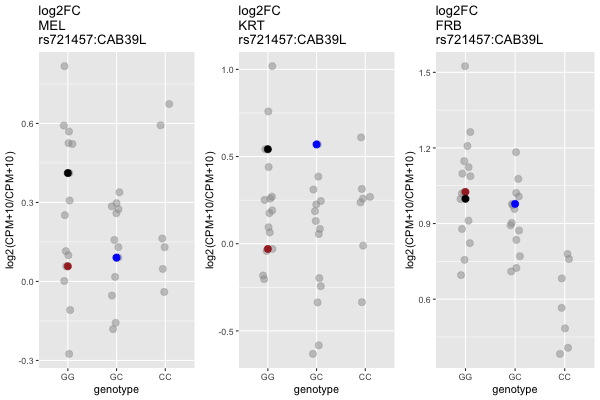 log2FC
MEL
rs721457:CAB39L
log2(CPM+10/CPM+10)
0.6
0.3
0.0
-0.3
GG GC CC
genotype
log2FC
KRT
rs721457:CAB39L
log2(CPM+10/CPM+10)
1.0
0.5
0.0
-0.5
GG GC CC
genotype
log2FC
FRB
rs721457:CAB39L
log2(CPM+10/CPM+10)
1.5
1.2
0.9
0.6
GG GC CC
genotype